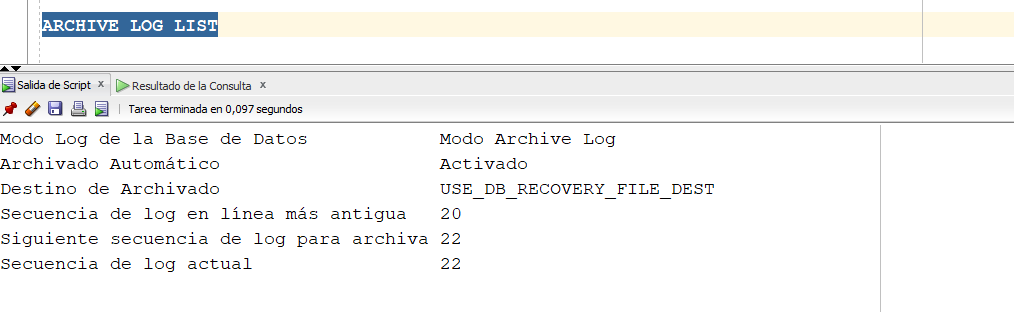 ARCHIVE LOG LIST
Salida de Script x Resultado de la Consulta x
Tarea terminada en 0,097 segundos
Modo Log de la Base de Datos Modo Archive Log
Archivado Automático Activado
Destino de Archivado USE_DB_RECOVERY_FILE_DEST
Secuencia de log en línea más antigua 20
Siguiente secuencia de log para archiva 22
Secuencia de log actual 22